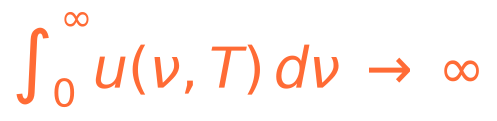 ∫₀^∞ u(ν, T) dν → ∞